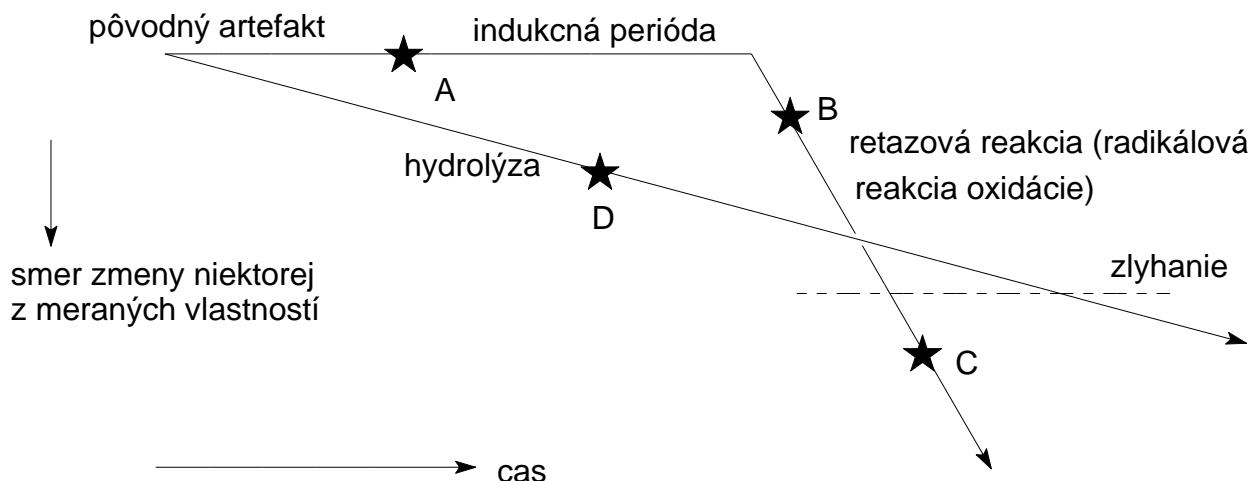 pôvodný artefakt
indukcná perióda
A
B
retazová reakcia (radikálová
reakcia oxidácie)
hydrolýza
D
zlyhanie
smer zmeny niektorej
z meraných vlastností
C
cas